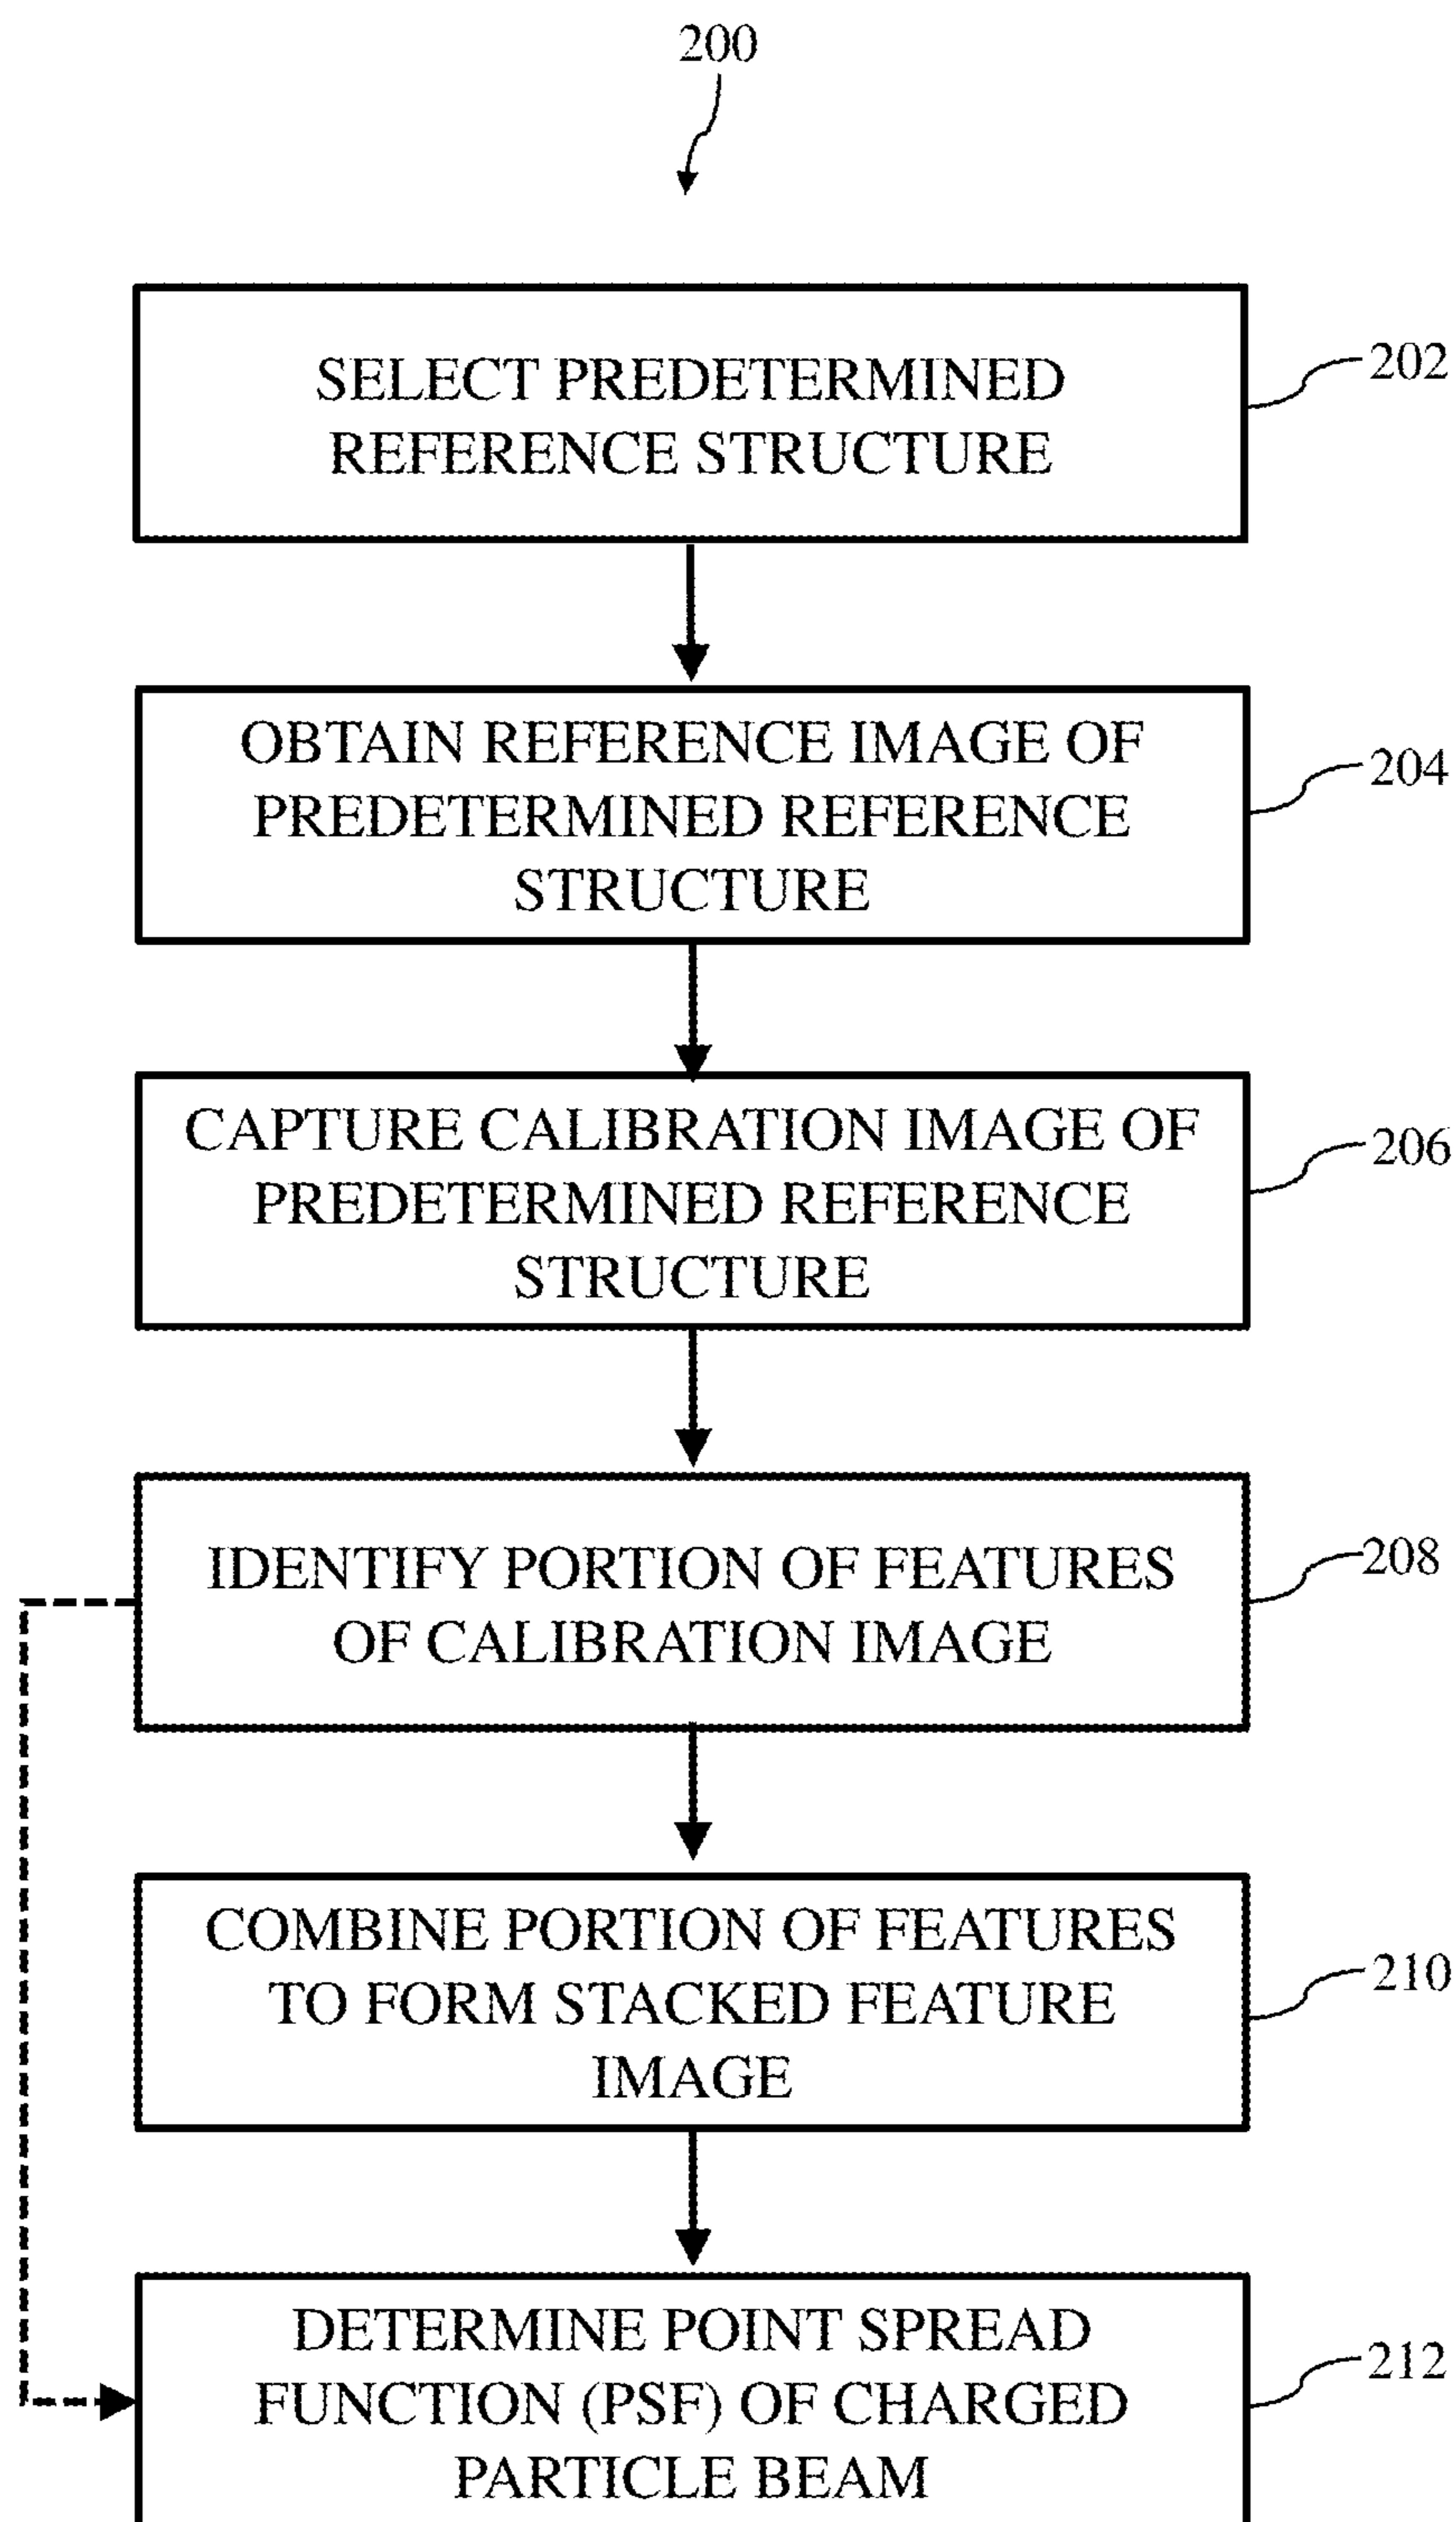 200
SELECT PREDETERMINED
REFERENCE STRUCTURE
202
OBTAIN REFERENCE IMAGE OF
PREDETERMINED REFERENCE
STRUCTURE
204
CAPTURE CALIBRATION IMAGE OF
PREDETERMINED REFERENCE
STRUCTURE
206
IDENTIFY PORTION OF FEATURES
OF CALIBRATION IMAGE
208
COMBINE PORTION OF FEATURES
TO FORM STACKED FEATURE
IMAGE
210
DETERMINE POINT SPREAD
FUNCTION (PSF) OF CHARGED
PARTICLE BEAM
212